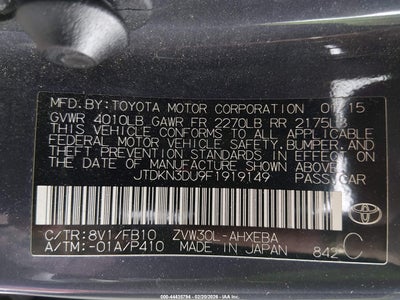 MFD. BY: TOYOTA MOTOR CORPORATION 01/15
GVWR 4010LB GAWR FR 2270LB RR 2175LB
THIS VEHICLE CONFORMS TO ALL APPLICABLE
FEDERAL MOTOR VEHICLE SAFETY, BUMPER, AND
THEFT PREVENTION STANDARDS IN EFFECT ON
THE DATE OF MANUFACTURE SHOWN ABOVE.
JTDKN3DU9F1919149 PASS. CAR
C/TR: 8V1/FB10 ZVW30L-AHXEBA
A/TM: -01A/P410 MADE IN JAPAN 842 C
TOYOTA
000-44435784 - 02/20/2026 - © IAA, Inc.